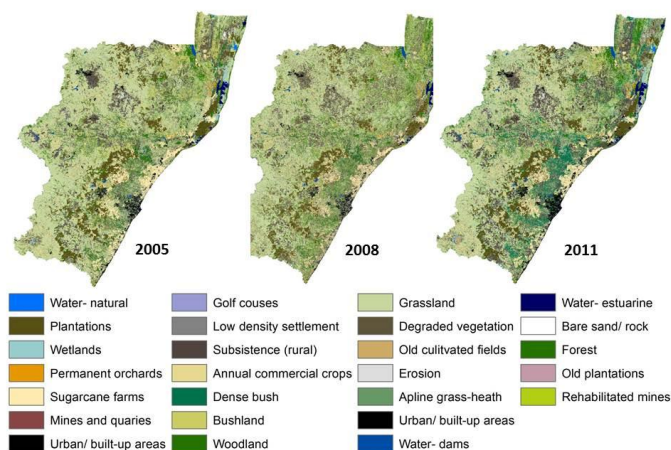 2005
2008
2011
Water- natural
Golf couses
Grassland
Water- estuarine
Plantations
Low density settlement
Degraded vegetation
Bare sand/ rock
Wetlands
Subsistence (rural)
Old culitvated fields
Forest
Permanent orchards
Annual commercial crops
Erosion
Old plantations
Sugarcane farms
Dense bush
Apline grass-heath
Rehabilitated mines
Mines and quaries
Bushland
Urban/ built-up areas
Urban/ built-up areas
Woodland
Water- dams